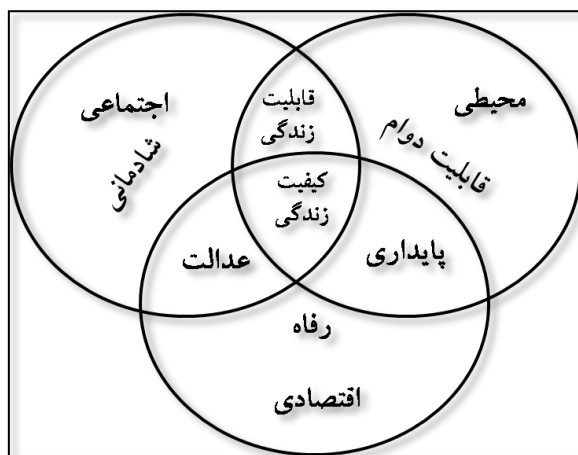 محیطی
قابلیت دوام
قابلیت
زندگی
اجتماعی
شادمانی
کیفیت
زندگی
پایداری
عدالت
رفاه
اقتصادی